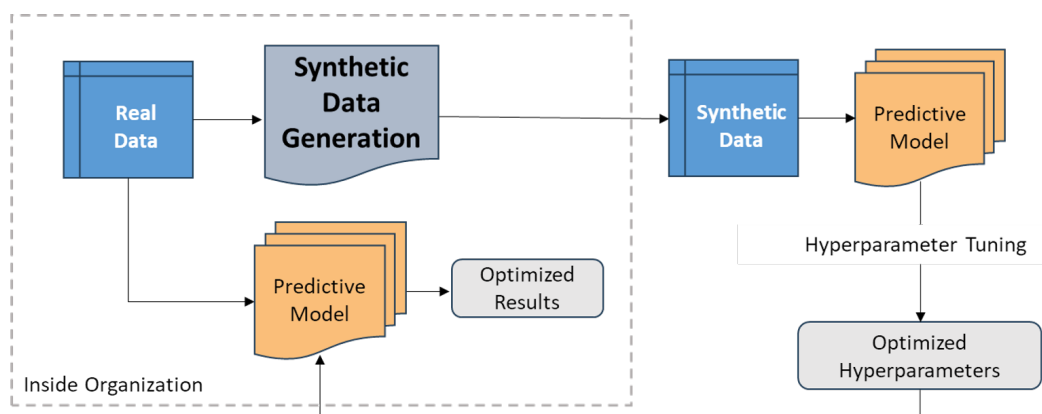 Real
Data
Synthetic
Data
Generation
Synthetic
Data
Predictive
Model
Hyperparameter Tuning
Predictive
Model
Optimized
Results
Optimized
Hyperparameters
Inside Organization